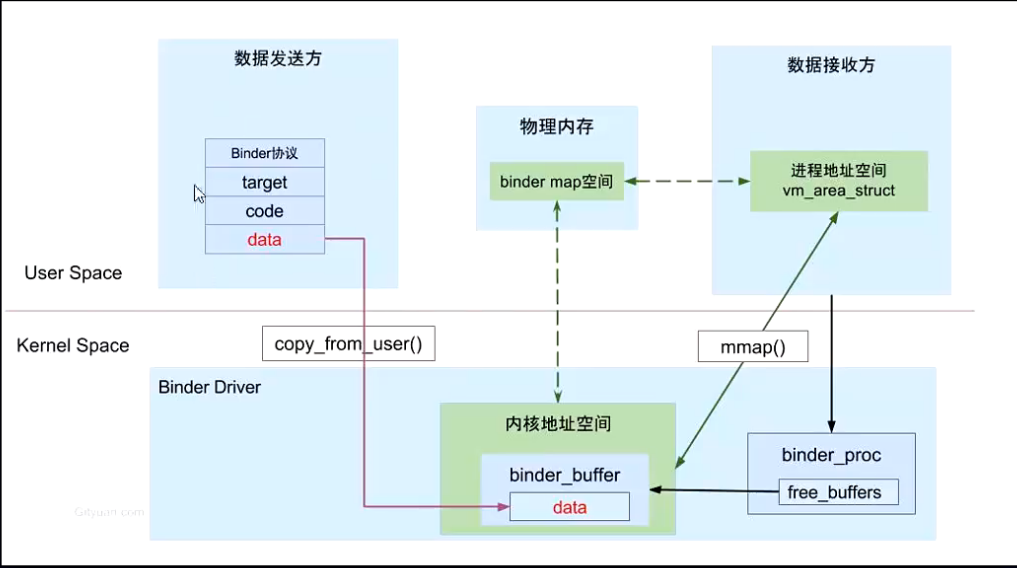 数据发送方
Binder协议
target
code
data
物理内存
binder map空间
数据接收方
进程地址空间
vm_area_struct
User Space
Kernel Space
copy_from_user()
mmap()
Binder Driver
内核地址空间
binder_buffer
data
binder_proc
free_buffers
Gityuan.com